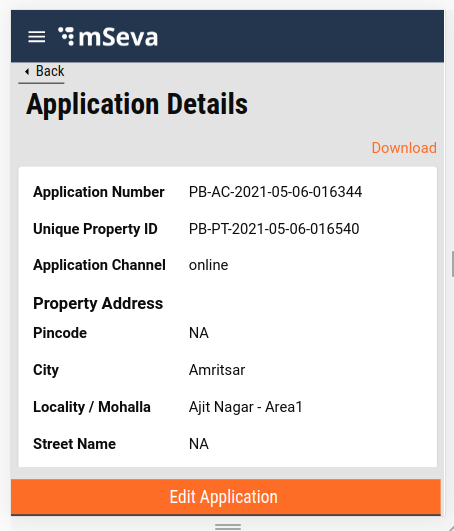 mSeva
Back
Application Details
Download
Application Number PB-AC-2021-05-06-016344
Unique Property ID PB-PT-2021-05-06-016540
Application Channel online
Property Address
Pincode NA
City Amritsar
Locality / Mohalla Ajit Nagar - Area1
Street Name NA
Edit Application